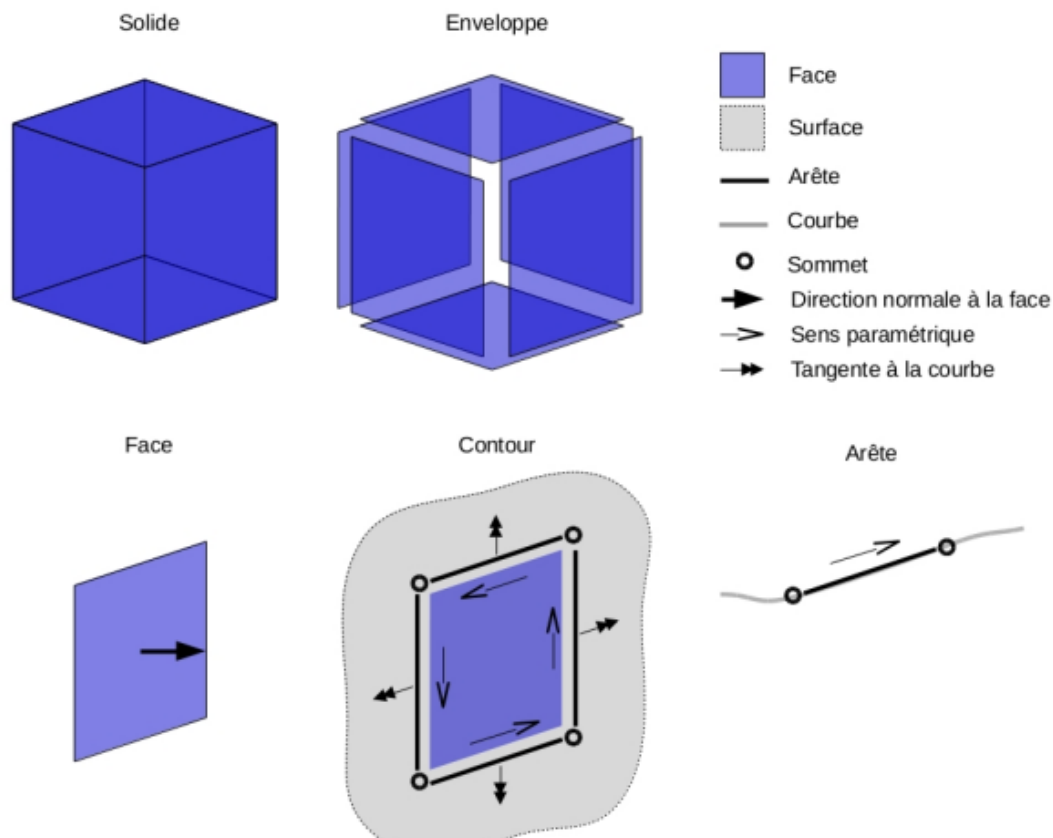 Solide
Enveloppe
Face
Surface
Arête
Courbe
Sommet
Direction normale à la face
Sens paramétrique
Tangente à la courbe
Face
Contour
Arête